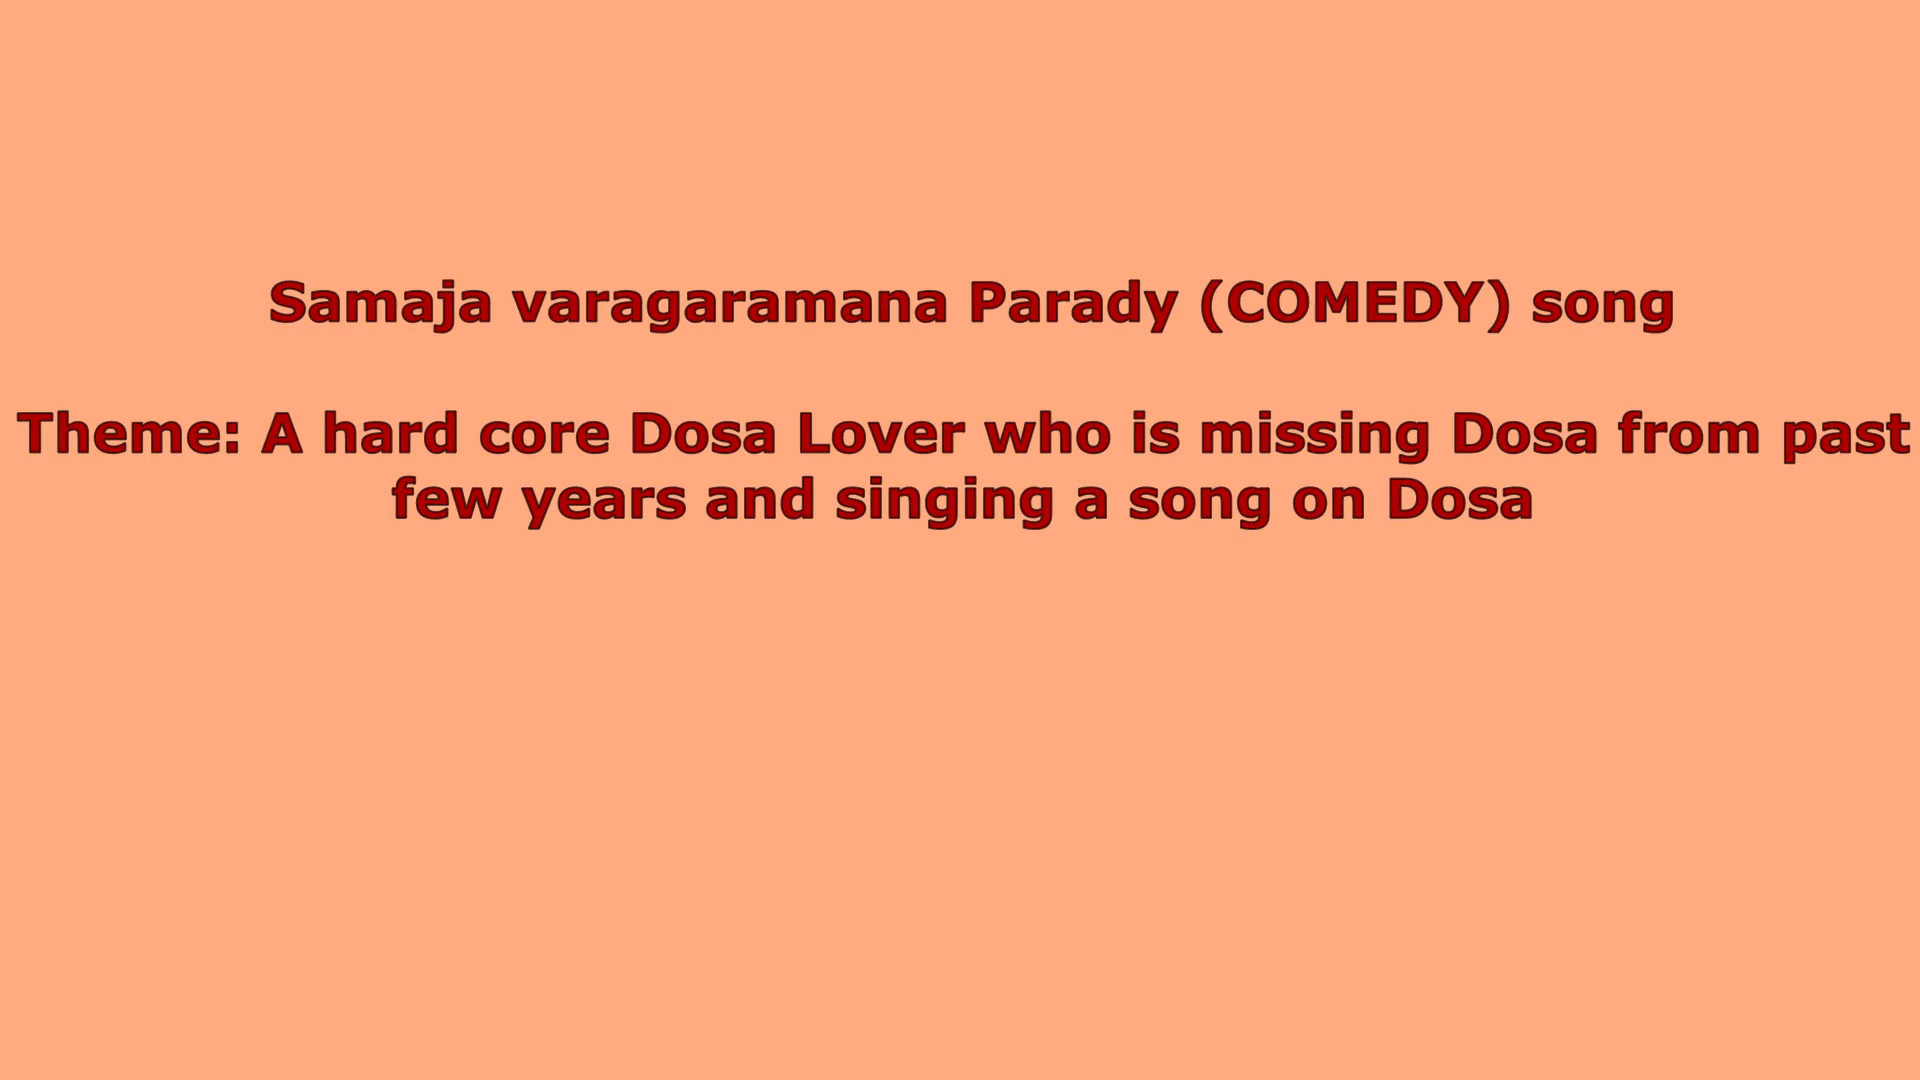 Samaja varagaramana Parady (COMEDY) song
Theme: A hard core Dosa Lover who is missing Dosa from past
few years and singing a song on Dosa